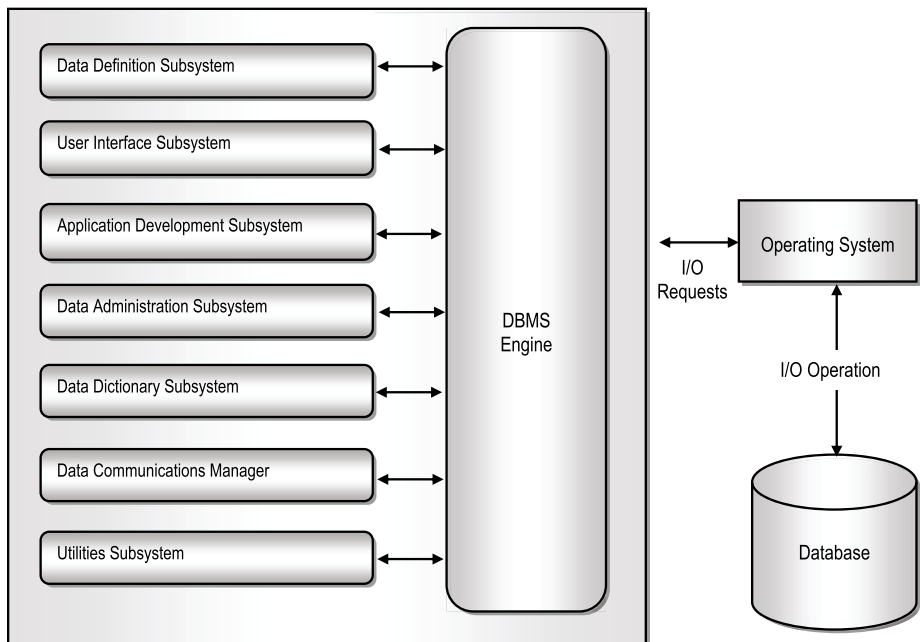 Data Definition Subsystem
User Interface Subsystem
Application Development Subsystem
Data Administration Subsystem
Data Dictionary Subsystem
Data Communications Manager
Utilities Subsystem
DBMS
Engine
I/O
Requests
Operating System
I/O Operation
Database